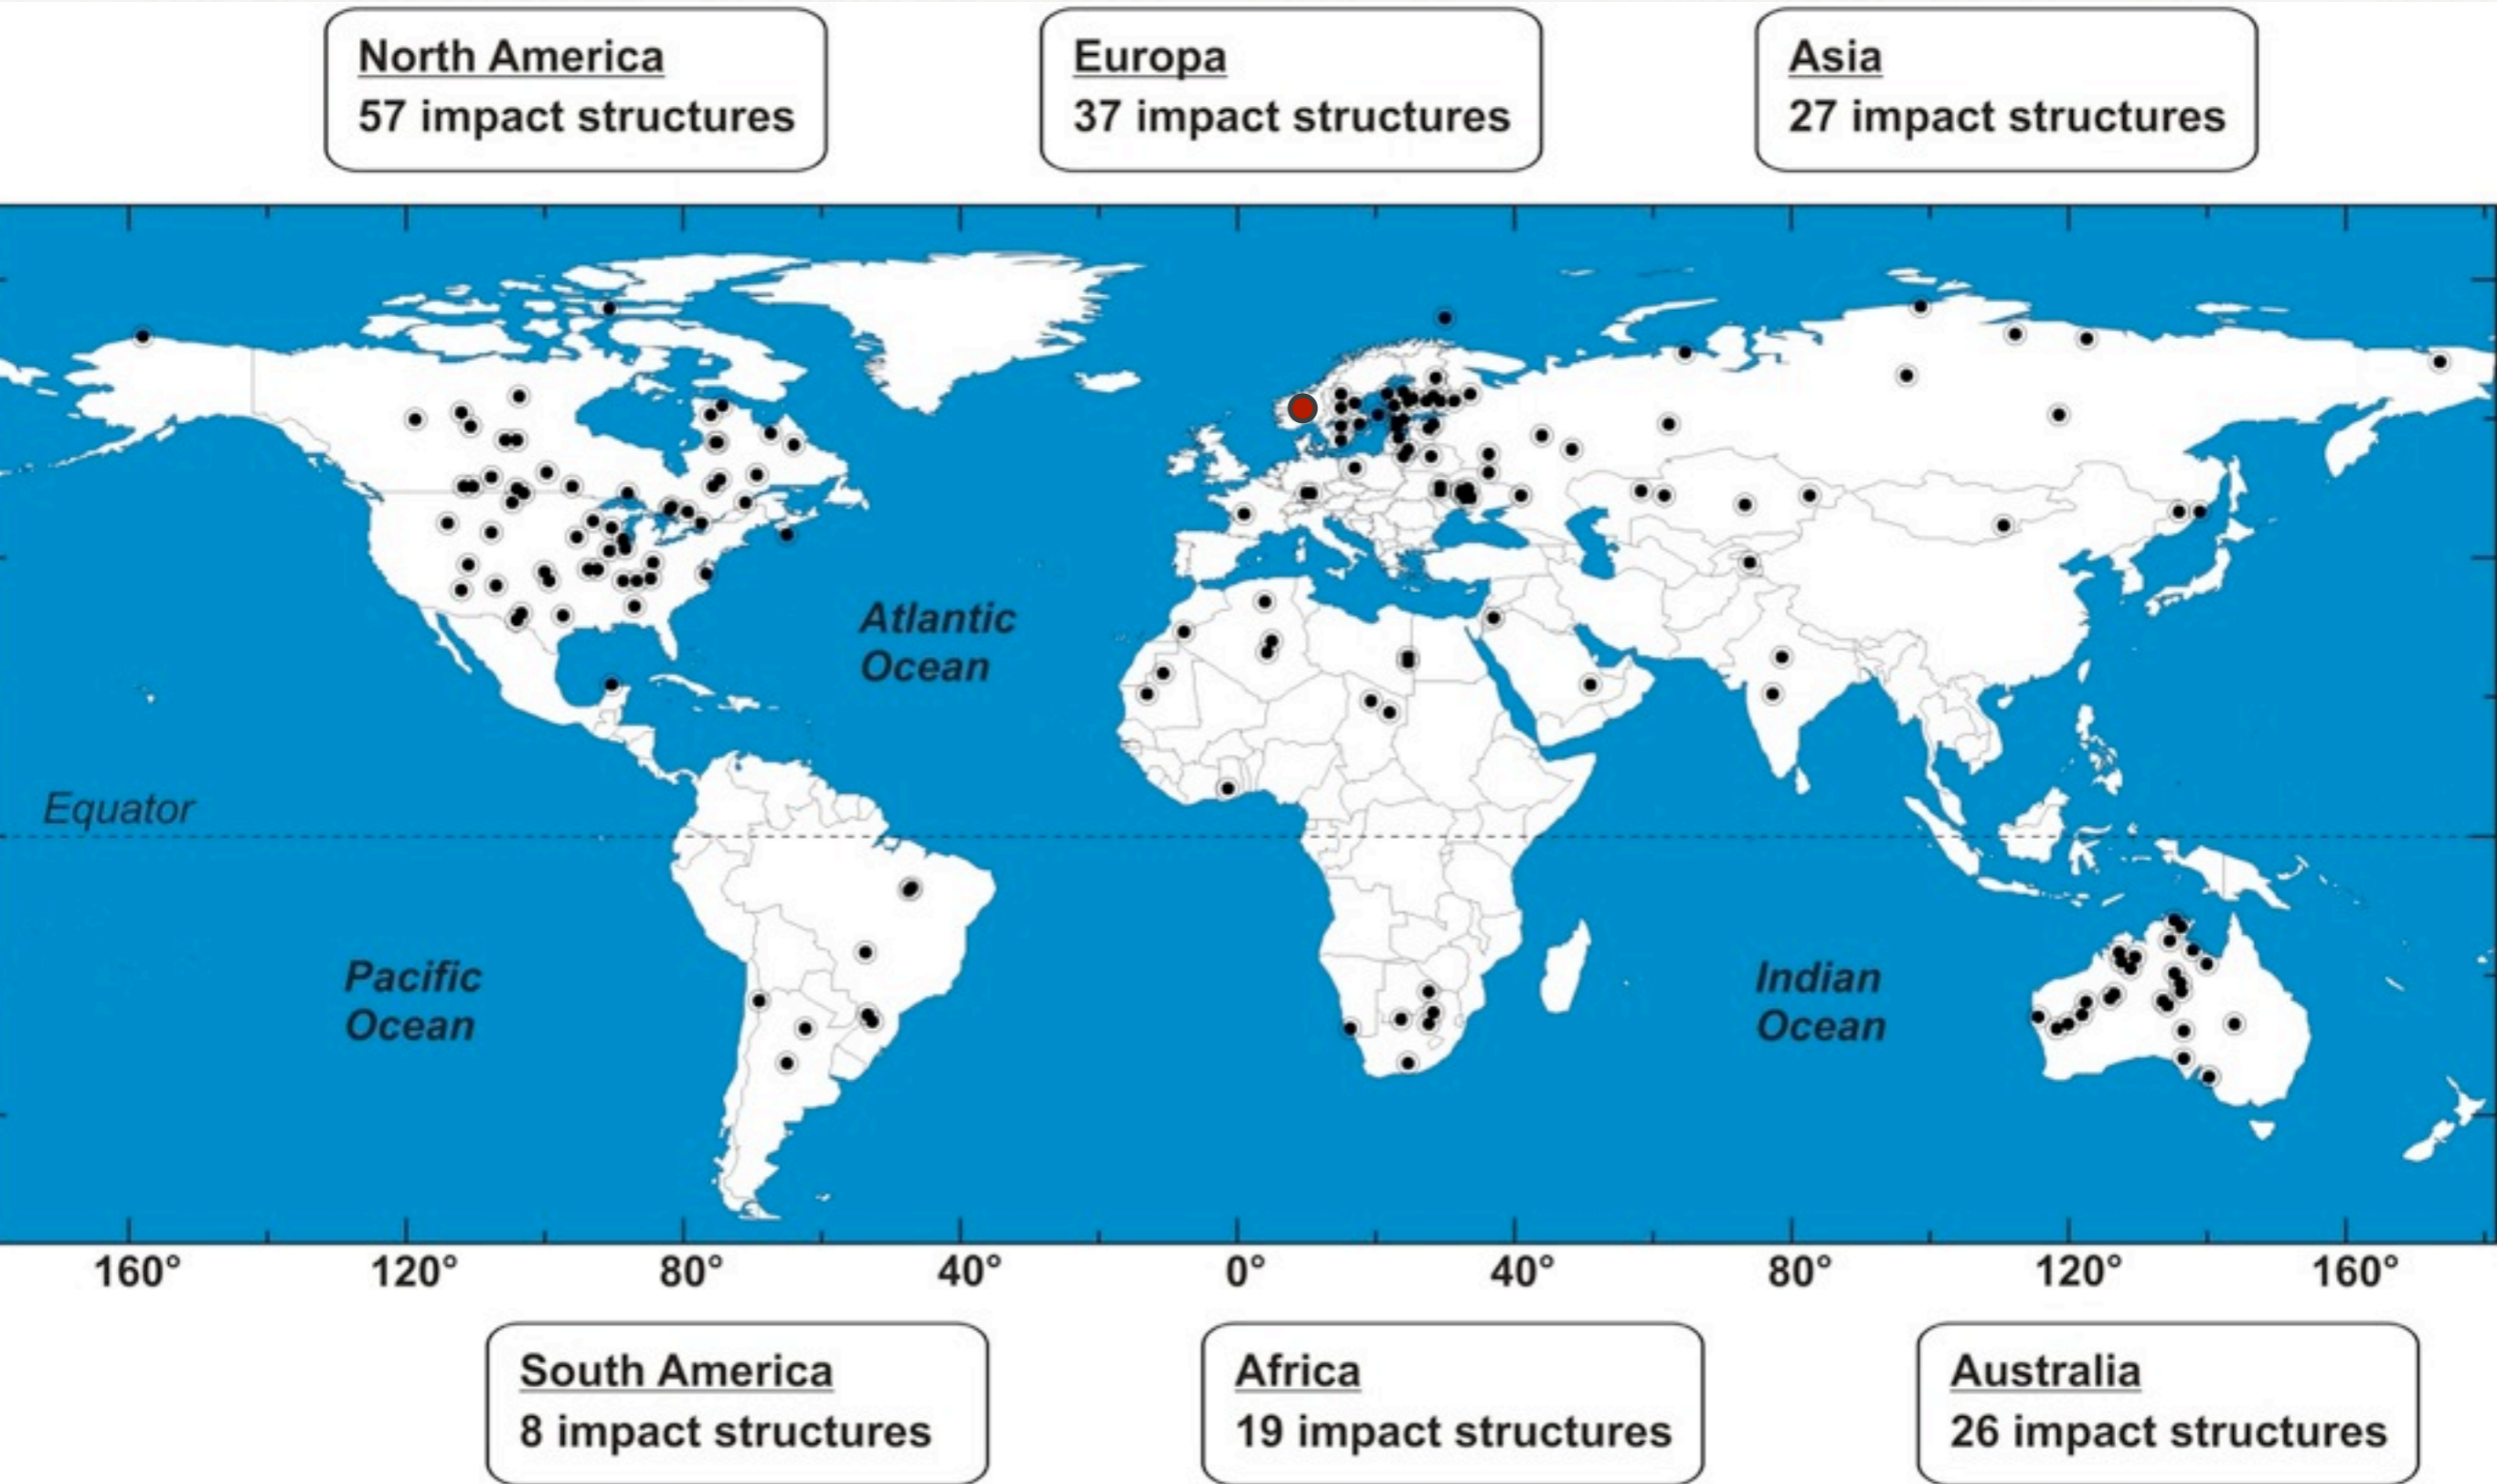 North America
57 impact structures
Europa
37 impact structures
Asia
27 impact structures
Atlantic
Ocean
Equator
Pacific
Ocean
Indian
Ocean
160° 120° 80° 40° 0° 40° 80° 120° 160°
South America
8 impact structures
Africa
19 impact structures
Australia
26 impact structures